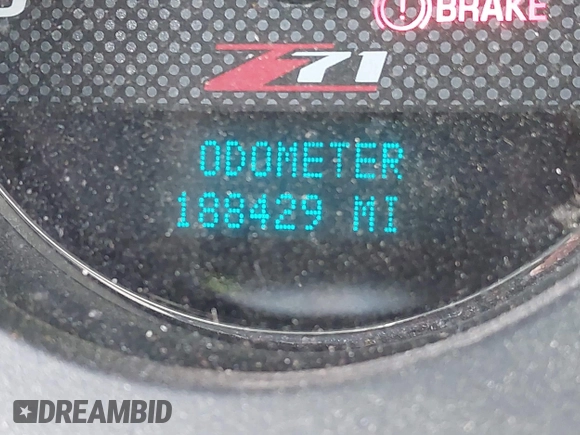 BRAKE
Z71
ODOMETER
188429 MI
DREAMBID